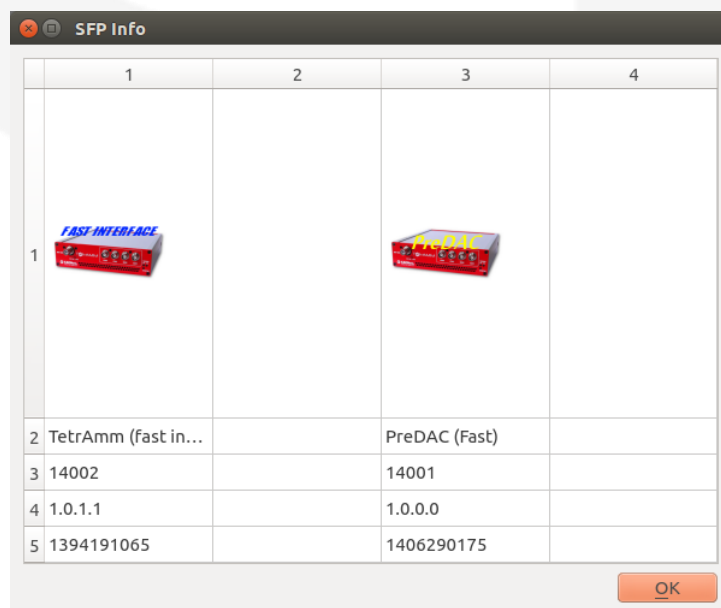 SFP Info
1 2 3 4
1
FAST INTERFACE
PreDAC
2 TetrAmm (fast in... PreDAC (Fast)
3 14002 14001
4 1.0.1.1 1.0.0.0
5 1394191065 1406290175
OK